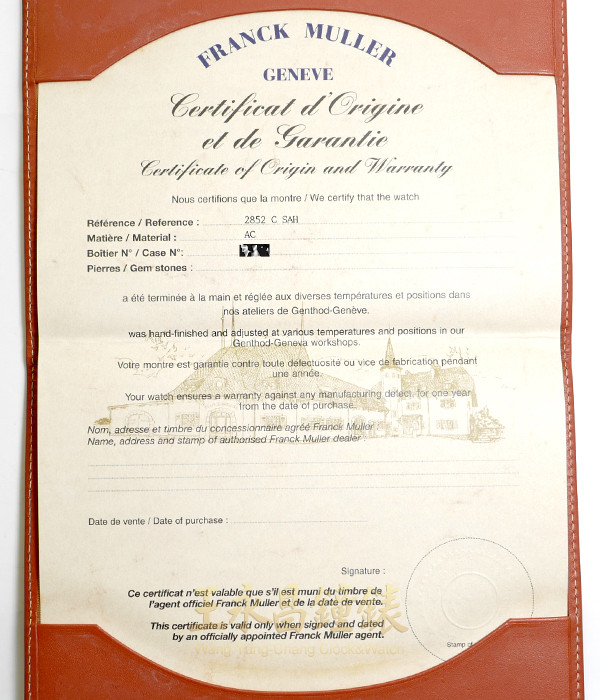 FRANCK MULLER
GENEVE
Certificat d'Origine
et de Garantie
Certificate of Origin and Warranty
Nous certifions que la montre / We certify that the watch
Référence / Reference : 2852 C SAH
Matière / Material : AC
Boîtier N° / Case N°:
Pierres / Gem stones :
a été terminée à la main et réglée aux diverses températures et positions dans
nos ateliers de Genthod-Genève.
was hand-finished and adjusted at various temperatures and positions in our
Genthod-Geneva workshops.
Votre montre est garantie contre toute défectuosité ou vice de fabrication pendant
une année.
Your watch ensures a warranty against any manufacturing defect for one year
from the date of purchase.
Nom, adresse et timbre du concessionnaire agréé Franck Muller :
Name, address and stamp of authorised Franck Muller dealer :
Date de vente / Date of purchase :
Signature :
Ce certificat n'est valable que s'il est muni du timbre de
l'agent officiel Franck Muller et de la date de vente.
This certificate is valid only when signed and dated
by an officially appointed Franck Muller agent.
Stamp of